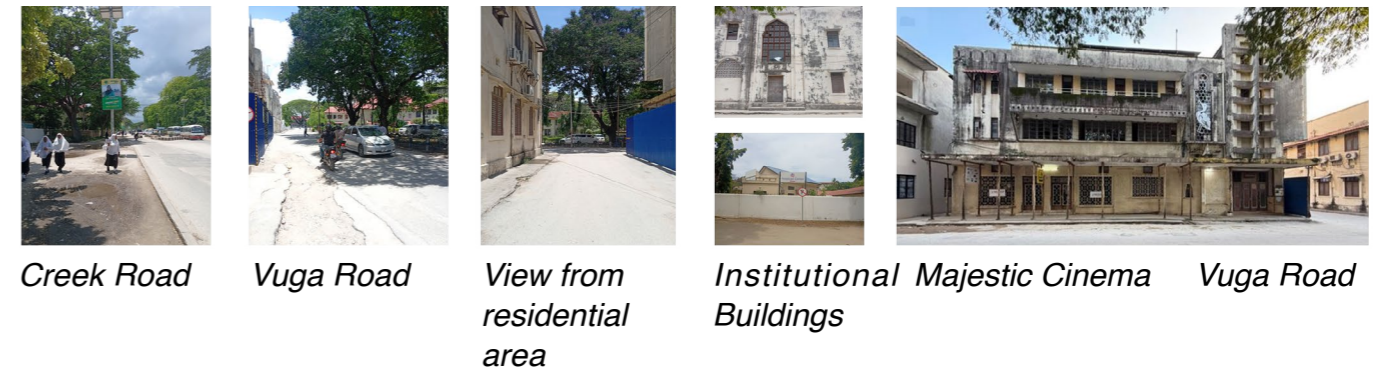 Creek Road
Vuga Road
View from
residential
area
Institutional
Buildings
Majestic Cinema
Vuga Road